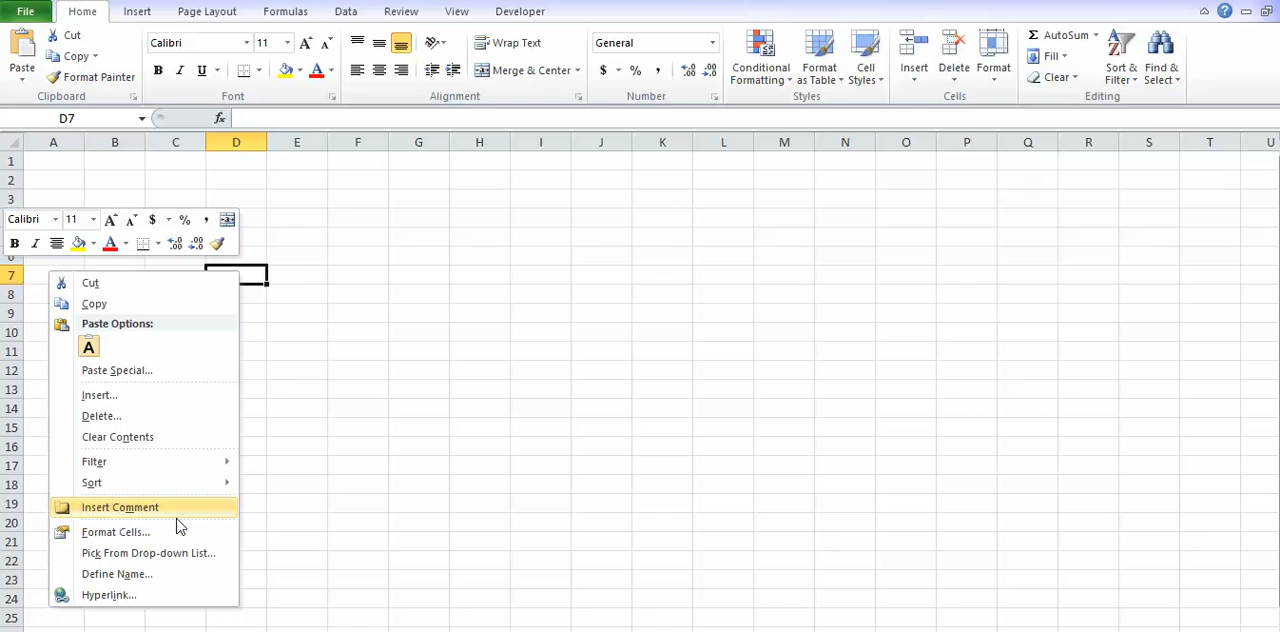 File Home Insert Page Layout Formulas Data Review View Developer
Cut
Copy
Format Painter
Paste
Clipboard
Calibri 11
B I U
Font
Wrap Text
Merge & Center
Alignment
General
$ % ,
Number
Conditional Formatting
Format as Table
Cell Styles
Styles
Insert Delete Format
Cells
Σ AutoSum
Fill
Clear
Sort & Filter
Find & Select
Editing
D7 fx
A B C D E F G H I J K L M N O P Q R S T U
1
2
3
Calibri 11 A A $ % ,
B I A
6
7
8
9
10
11
12
13
14
15
16
17
18
19
20
21
22
23
24
25
Cut
Copy
Paste Options:
A
Paste Special...
Insert...
Delete...
Clear Contents
Filter
Sort
Insert Comment
Format Cells...
Pick From Drop-down List...
Define Name...
Hyperlink...